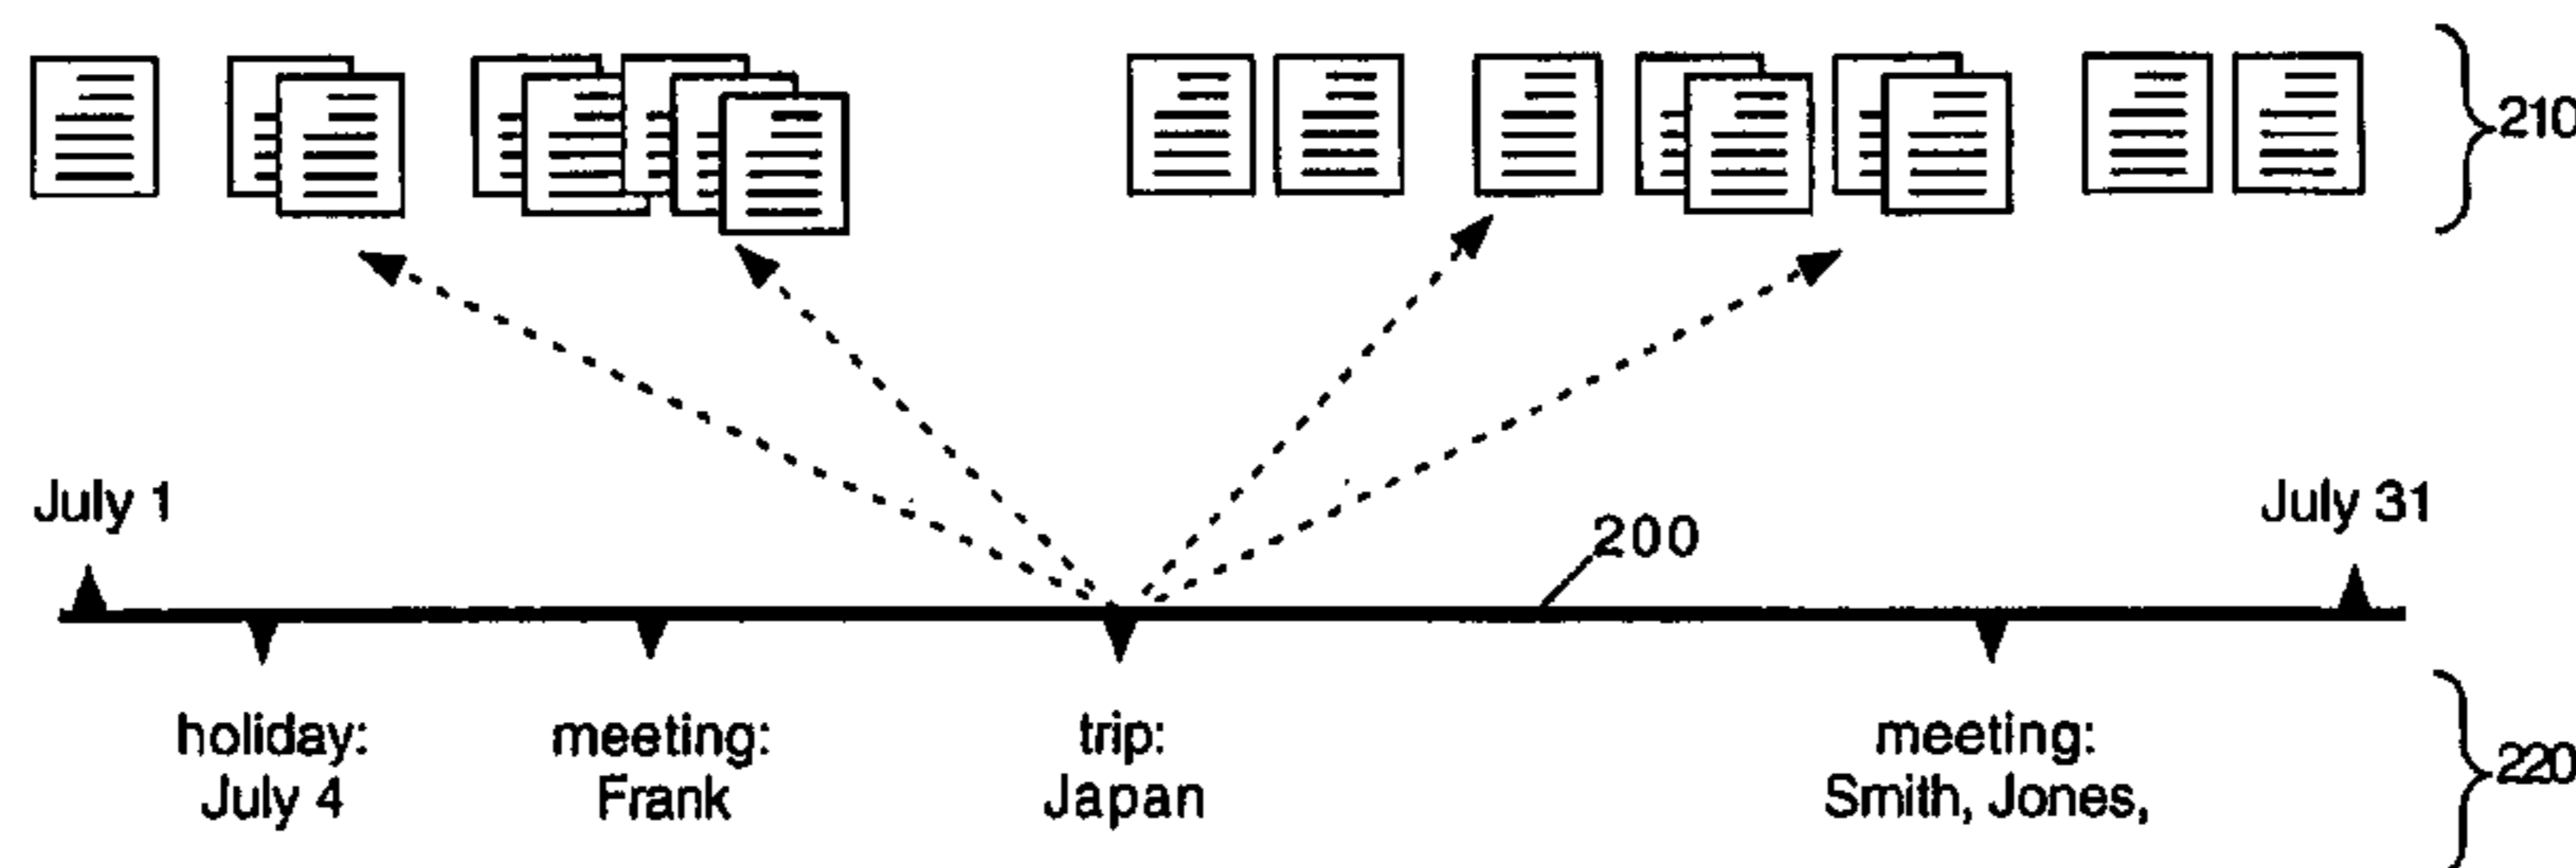 210
July 1
July 31
200
holiday:
July 4
meeting:
Frank
trip:
Japan
meeting:
Smith, Jones,
220